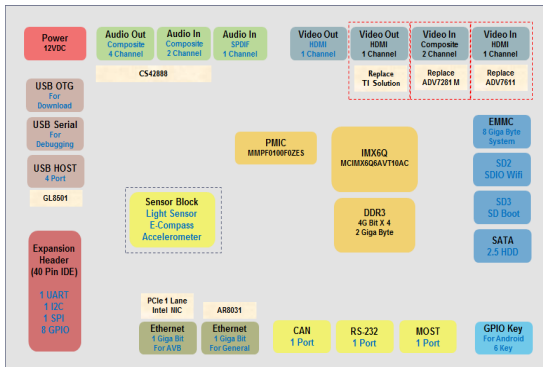 Power
12VDC
Audio Out
Composite
4 Channel
Audio In
Composite
2 Channel
Audio In
SPDIF
1 Channel
Video Out
HDMI
1 Channel
Video Out
HDMI
1 Channel
Video In
Composite
2 Channel
Video In
HDMI
1 Channel
CS42888
Replace
TI Solution
Replace
ADV7281 M
Replace
ADV7611
USB OTG
For
Download
USB Serial
For
Debugging
USB HOST
4 Port
GL8501
PMIC
MMPF0100F0ZES
IMX6Q
MCIMX6Q6AVT10AC
DDR3
4G Bit X 4
2 Giga Byte
EMMC
8 Giga Byte
System
SD2
SDIO Wifi
SD3
SD Boot
SATA
2.5 HDD
Sensor Block
Light Sensor
E-Compass
Accelerometer
Expansion
Header
(40 Pin IDE)
1 UART
1 I2C
1 SPI
8 GPIO
PCIe 1 Lane
Intel NIC
AR8031
Ethernet
1 Giga Bit
For AVB
Ethernet
1 Giga Bit
For General
CAN
1 Port
RS-232
1 Port
MOST
1 Port
GPIO Key
For Android
6 Key